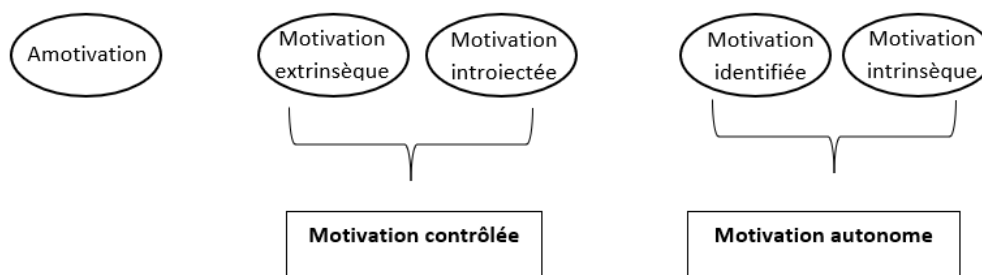 Amotivation
Motivation
extrinsèque
Motivation
introiectée
Motivation
identifiée
Motivation
intrinsèque
Motivation contrôlée
Motivation autonome